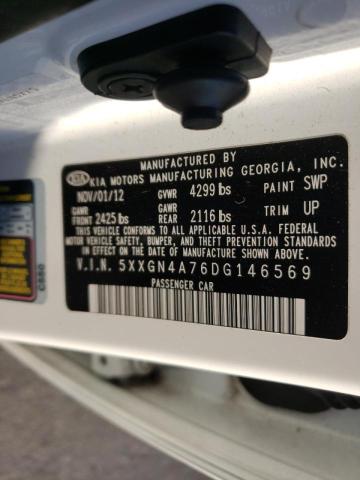 MANUFACTURED BY
KIA KIA MOTORS MANUFACTURING GEORGIA, INC.
NOV/01/12 GVWR 4299 lbs PAINT SWP
GAWR FRONT 2425 lbs GAWR REAR 2116 lbs TRIM UP
THIS VEHICLE CONFORMS TO ALL APPLICABLE U.S.A. FEDERAL
MOTOR VEHICLE SAFETY, BUMPER, AND THEFT PREVENTION
STANDARDS IN EFFECT ON THE DATE OF MANUFACTURE SHOWN ABOVE.
V.I.N. 5XXGN4A76DG146569
PASSENGER CAR